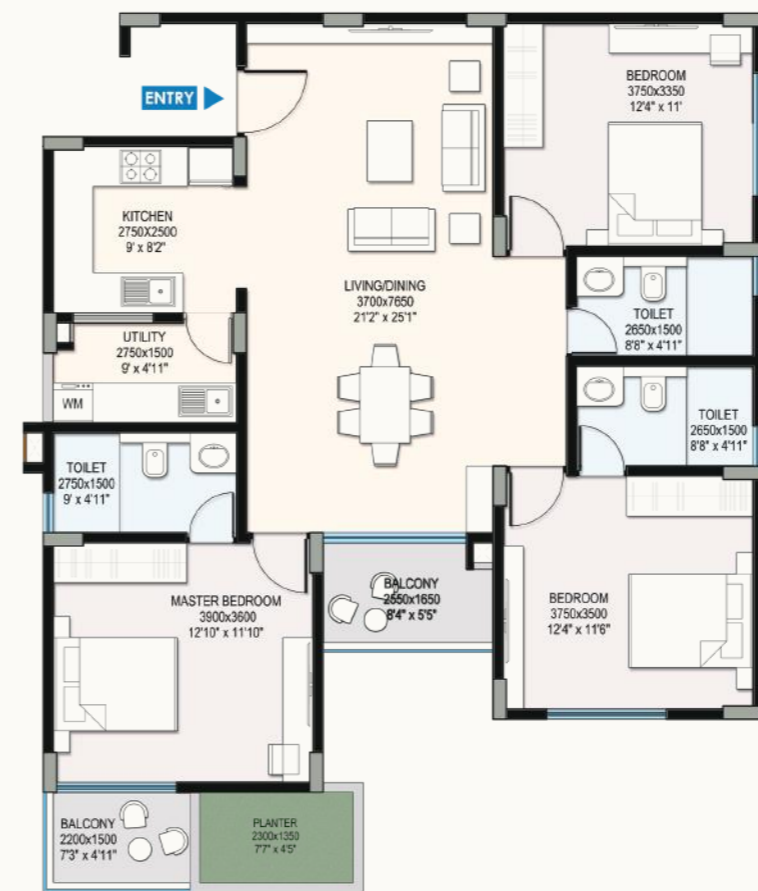 ENTRY
BEDROOM
3750x3350
12'4" x 11'
KITCHEN
2750X2500
9' x 8'2"
LIVING/DINING
3700x7650
21'2" x 25'1"
TOILET
2650x1500
8'8" x 4'11"
UTILITY
2750x1500
9' x 4'11"
WM
TOILET
2650x1500
8'8" x 4'11"
TOILET
2750x1500
9' x 4'11"
BALCONY
2550x1650
8'4" x 5'5"
MASTER BEDROOM
3900x3600
12'10" x 11'10"
BEDROOM
3750x3500
12'4" x 11'6"
BALCONY
2200x1500
7'3" x 4'11"
PLANTER
2300x1350
7'7" x 4'5"